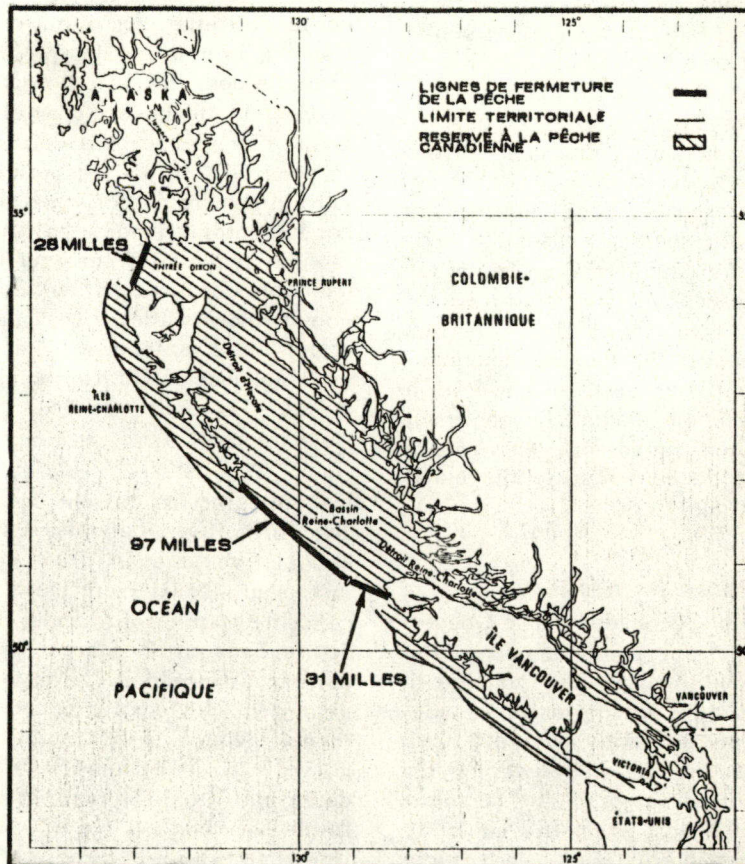 130
125
ALASKA
LIGNES DE FERMETURE
DE LA PÊCHE
LIMITE TERRITORIALE
RESERVÉ À LA PÊCHE
CANADIENNE
55°
28 MILLES
ENTRÉE DIXON
PRINCE RUPERT
COLOMBIE-
BRITANNIQUE
Détroit d'Hécate
ÎLES
REINE-CHARLOTTE
Bassin
Reine-Charlotte
97 MILLES
Détroit Reine-Charlotte
OCÉAN
PACIFIQUE
50°
50
ÎLE VANCOUVER
31 MILLES
VANCOUVER
VICTORIA
ÉTATS-UNIS
130
125